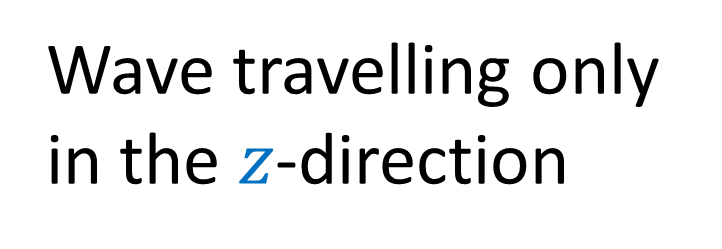 Wave travelling only
in the z-direction